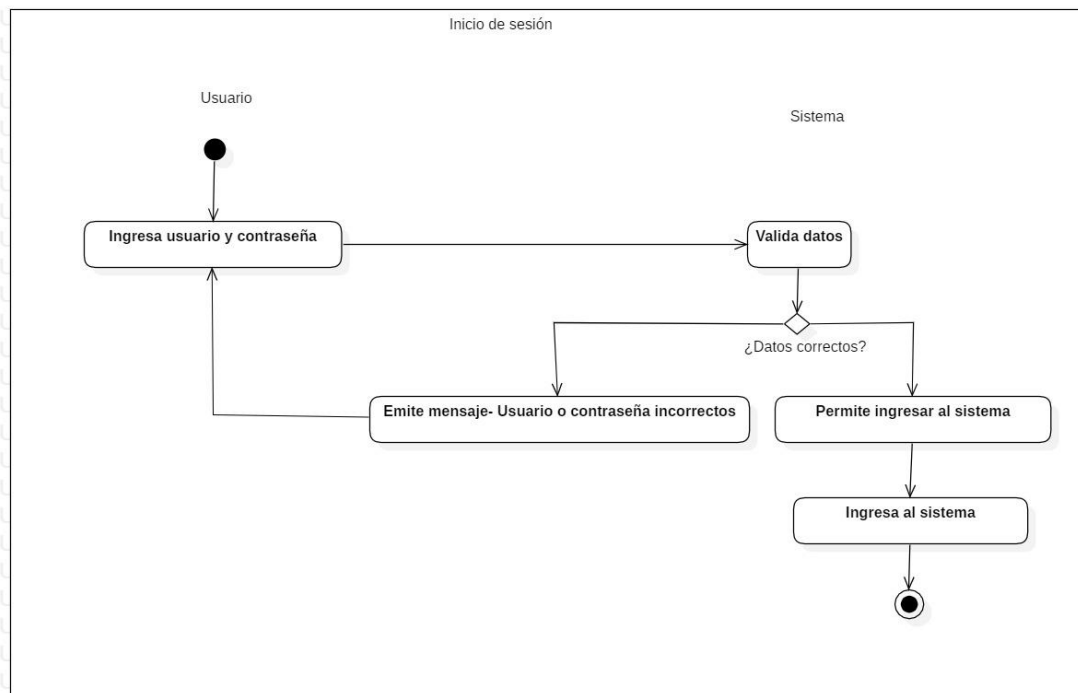 Inicio de sesión
Usuario
Sistema
Ingresa usuario y contraseña
Valida datos
¿Datos correctos?
Emite mensaje- Usuario o contraseña incorrectos
Permite ingresar al sistema
Ingresa al sistema